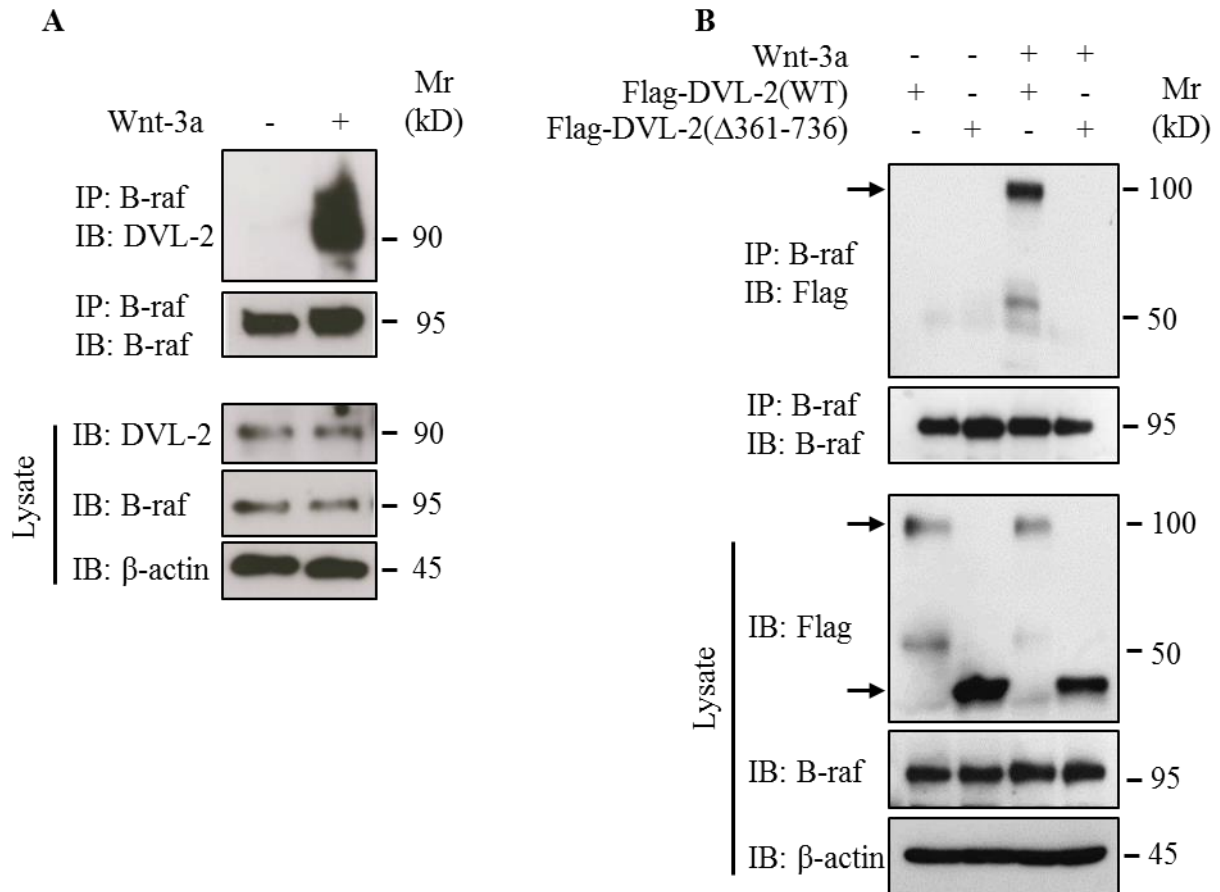 A
Mr
Wnt-3a - + (kD)
IP: B-raf
IB: DVL-2 – 90
IP: B-raf
IB: B-raf – 95
Lysate
IB: DVL-2 – 90
IB: B-raf – 95
IB: β-actin – 45
B
Wnt-3a - - + +
Flag-DVL-2(WT) + - + - Mr
Flag-DVL-2(Δ361-736) - + - + (kD)
– 100
IP: B-raf
IB: Flag
– 50
IP: B-raf
IB: B-raf – 95
Lysate
– 100
IB: Flag
– 50
IB: B-raf – 95
IB: β-actin – 45